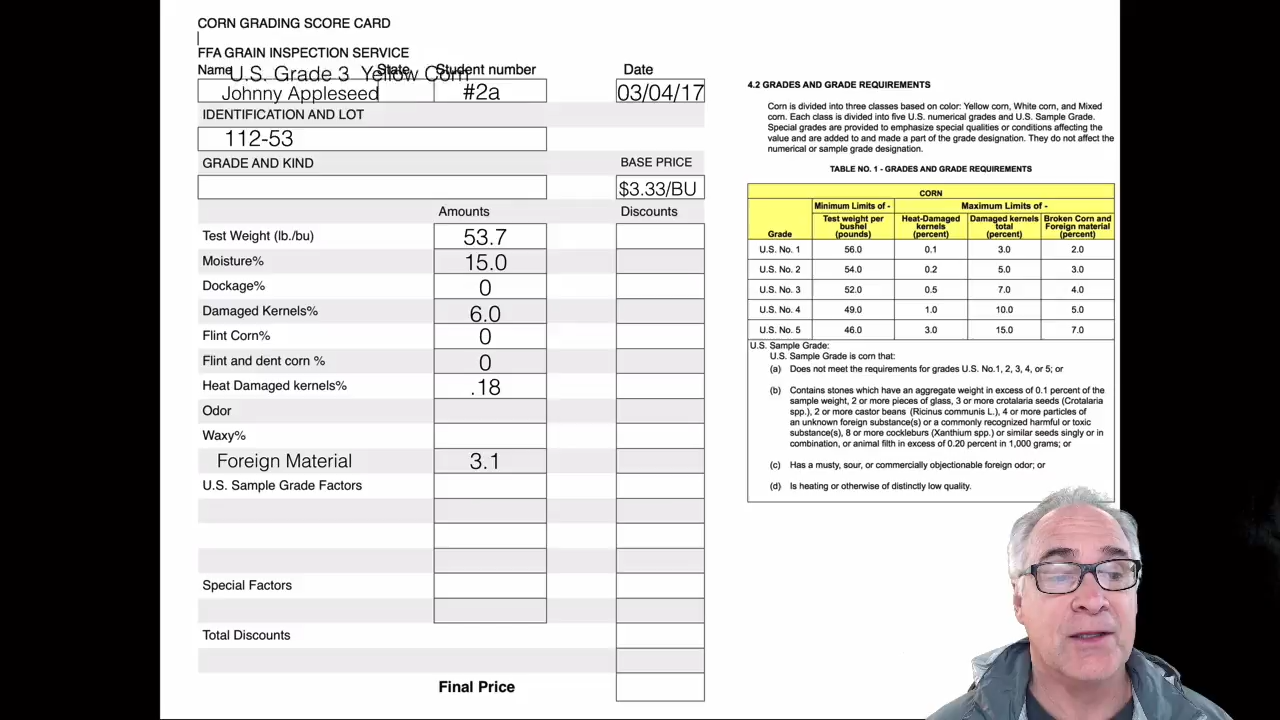 CORN GRADING SCORE CARD
FFA GRAIN INSPECTION SERVICE
Name State Student number Date
U.S. Grade 3 Yellow Corn
Johnny Appleseed #2a 03/04/17
IDENTIFICATION AND LOT
112-53
GRADE AND KIND BASE PRICE
$3.33/BU
Amounts Discounts
Test Weight (lb./bu) 53.7
Moisture% 15.0
Dockage% 0
Damaged Kernels% 6.0
Flint Corn% 0
Flint and dent corn % 0
Heat Damaged kernels% .18
Odor
Waxy%
Foreign Material 3.1
U.S. Sample Grade Factors
Special Factors
Total Discounts
Final Price
4.2 GRADES AND GRADE REQUIREMENTS
Corn is divided into three classes based on color: Yellow corn, White corn, and Mixed
corn. Each class is divided into five U.S. numerical grades and U.S. Sample Grade.
Special grades are provided to emphasize special qualities or conditions affecting the
value and are added to and made a part of the grade designation. They do not affect the
numerical or sample grade designation.
TABLE NO. 1 - GRADES AND GRADE REQUIREMENTS
CORN
Minimum Limits of - Maximum Limits of -
Grade Test weight per bushel (pounds) Heat-Damaged kernels (percent) Damaged kernels total (percent) Broken Corn and Foreign material (percent)
U.S. No. 1 56.0 0.1 3.0 2.0
U.S. No. 2 54.0 0.2 5.0 3.0
U.S. No. 3 52.0 0.5 7.0 4.0
U.S. No. 4 49.0 1.0 10.0 5.0
U.S. No. 5 46.0 3.0 15.0 7.0
U.S. Sample Grade:
U.S. Sample Grade is corn that:
(a) Does not meet the requirements for grades U.S. No.1, 2, 3, 4, or 5; or
(b) Contains stones which have an aggregate weight in excess of 0.1 percent of the
sample weight, 2 or more pieces of glass, 3 or more crotalaria seeds (Crotalaria
spp.), 2 or more castor beans (Ricinus communis L.), 4 or more particles of
an unknown foreign substance(s) or a commonly recognized harmful or toxic
substance(s), 8 or more cockleburs (Xanthium spp.) or similar seeds singly or in
combination, or animal filth in excess of 0.20 percent in 1,000 grams; or
(c) Has a musty, sour, or commercially objectionable foreign odor; or
(d) Is heating or otherwise of distinctly low quality.